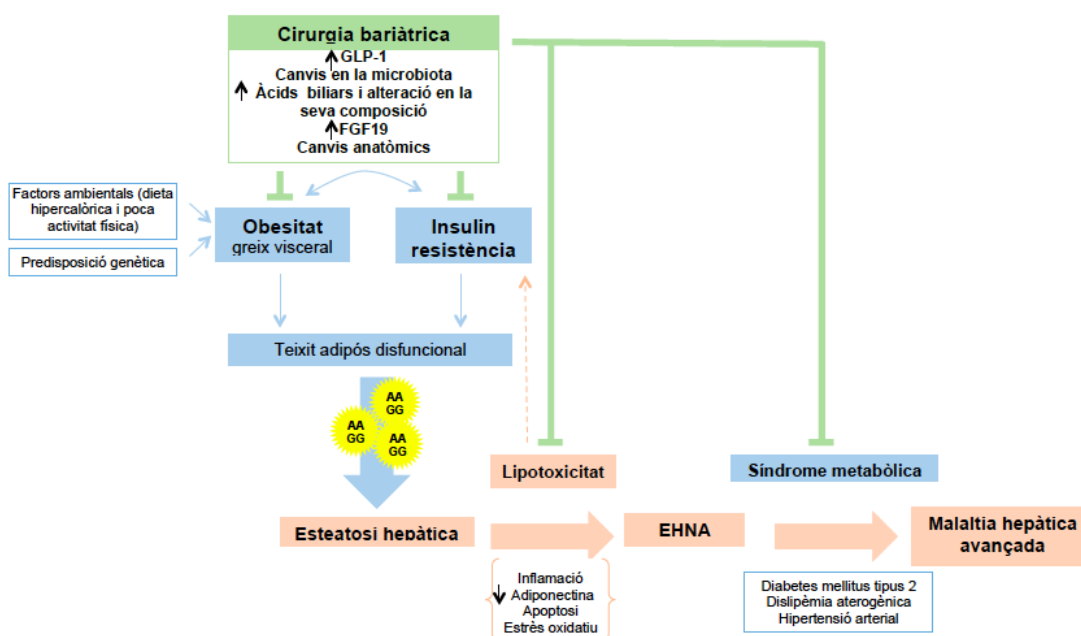 Cirurgia bariàtrica
GLP-1
Canvis en la microbiota
Àcids biliars i alteració en la
seva composició
FGF19
Canvis anatòmics
Factors ambientals (dieta
hipercalòrica i poca
activitat física)
Predisposició genètica
Obesitat
greix visceral
Insulin
resistència
Teixit adipós disfuncional
AA
GG
AA
GG
AA
GG
Lipotoxicitat
Síndrome metabòlica
Esteatosi hepàtica
EHNA
Malaltia hepàtica
avançada
Inflamació
Adiponectina
Apoptosi
Estrès oxidatiu
Diabetes mellitus tipus 2
Dislipèmia aterogènica
Hipertensió arterial